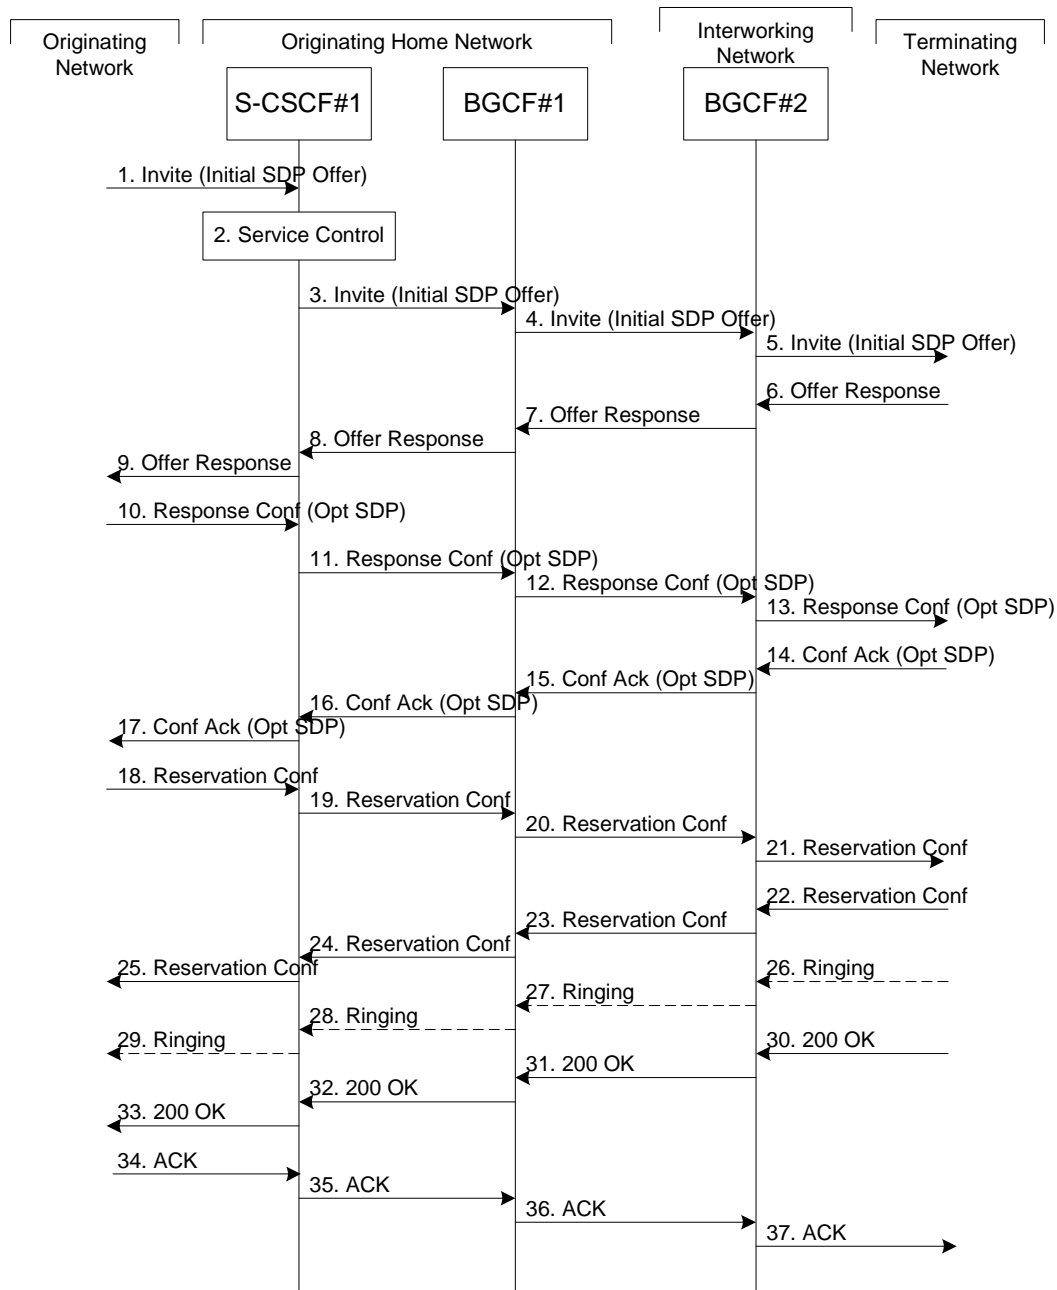 Originating
Network
Originating Home Network
Interworking
Network
Terminating
Network
S-CSCF#1
BGCF#1
BGCF#2
1. Invite (Initial SDP Offer)
2. Service Control
3. Invite (Initial SDP Offer)
4. Invite (Initial SDP Offer)
5. Invite (Initial SDP Offer)
6. Offer Response
7. Offer Response
8. Offer Response
9. Offer Response
10. Response Conf (Opt SDP)
11. Response Conf (Opt SDP)
12. Response Conf (Opt SDP)
13. Response Conf (Opt SDP)
14. Conf Ack (Opt SDP)
15. Conf Ack (Opt SDP)
16. Conf Ack (Opt SDP)
17. Conf Ack (Opt SDP)
18. Reservation Conf
19. Reservation Conf
20. Reservation Conf
21. Reservation Conf
22. Reservation Conf
23. Reservation Conf
24. Reservation Conf
25. Reservation Conf
26. Ringing
27. Ringing
28. Ringing
29. Ringing
30. 200 OK
31. 200 OK
32. 200 OK
33. 200 OK
34. ACK
35. ACK
36. ACK
37. ACK